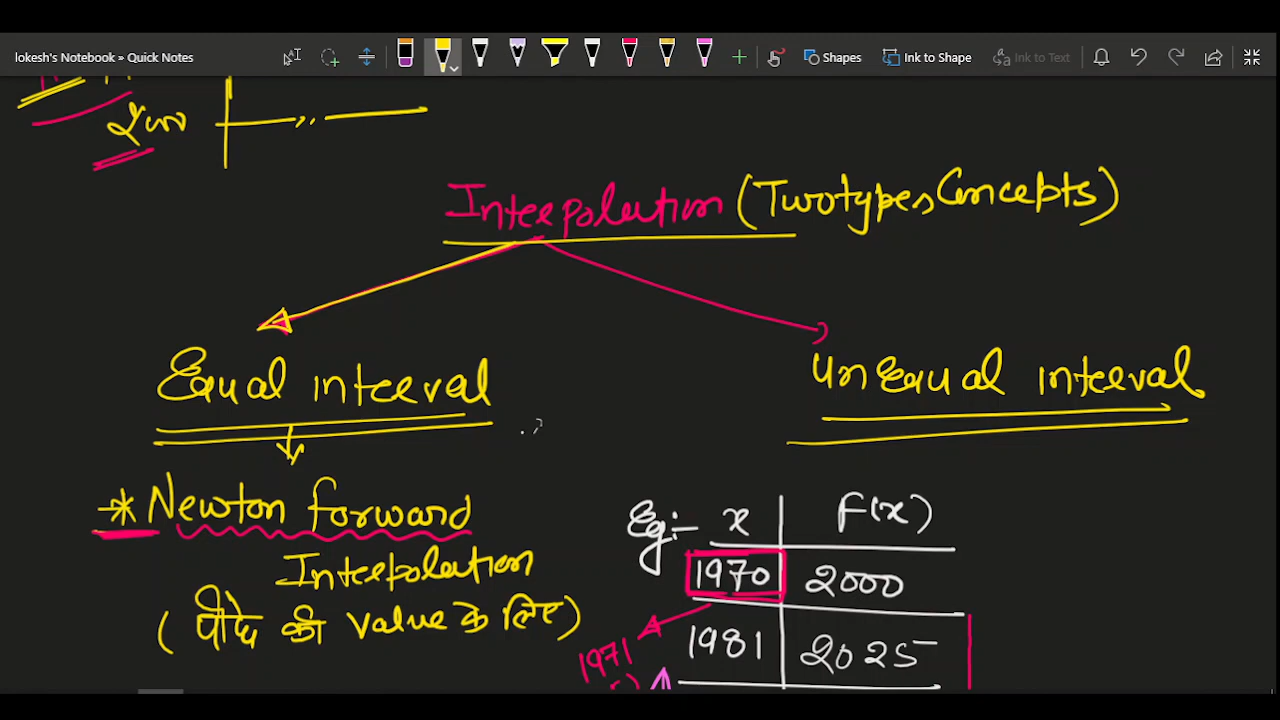 lokesh's Notebook » Quick Notes
Shapes
Ink to Shape
Ink to Text
Interpolation (Two types Concepts)
Equal interval
unEqual interval
* Newton forward
Interpolation
( पीछे की value के लिए )
Eg:- x F(x)
1970 2000
1981 2025
1971